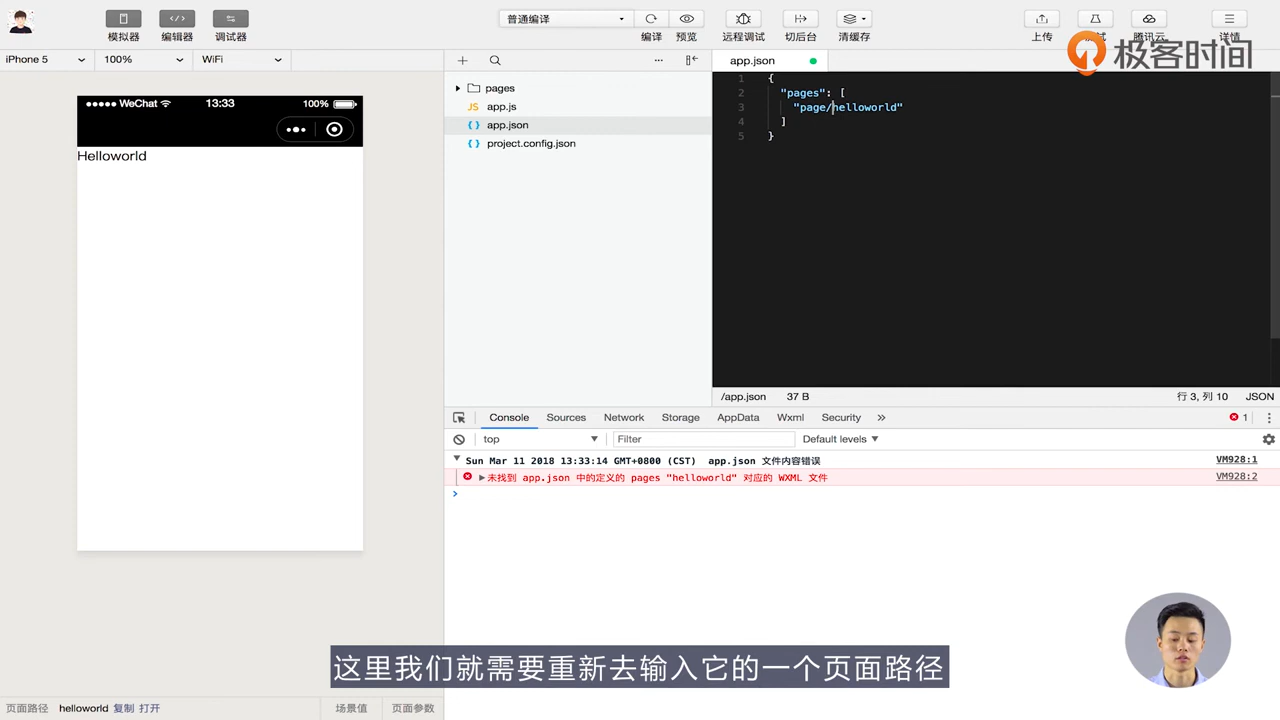 模拟器 编辑器 调试器 普通编译 编译 预览 远程调试 切后台 清缓存 上传 腾讯云 详情
极客时间
iPhone 5 100% WiFi
app.json
●●●●● WeChat 13:33 100%
Helloworld
pages
JS app.js
{ } app.json
{ } project.config.json
1 {
2 "pages": [
3 "page/helloworld"
4 ]
5 }
/app.json 37 B 行 3, 列 10 JSON
Console Sources Network Storage AppData Wxml Security » 1
top Filter Default levels
Sun Mar 11 2018 13:33:14 GMT+0800 (CST) app.json 文件内容错误 VM928:1
未找到 app.json 中的定义的 pages "helloworld" 对应的 WXML 文件 VM928:2
>
这里我们就需要重新去输入它的一个页面路径
页面路径 helloworld 复制 打开 场景值 页面参数